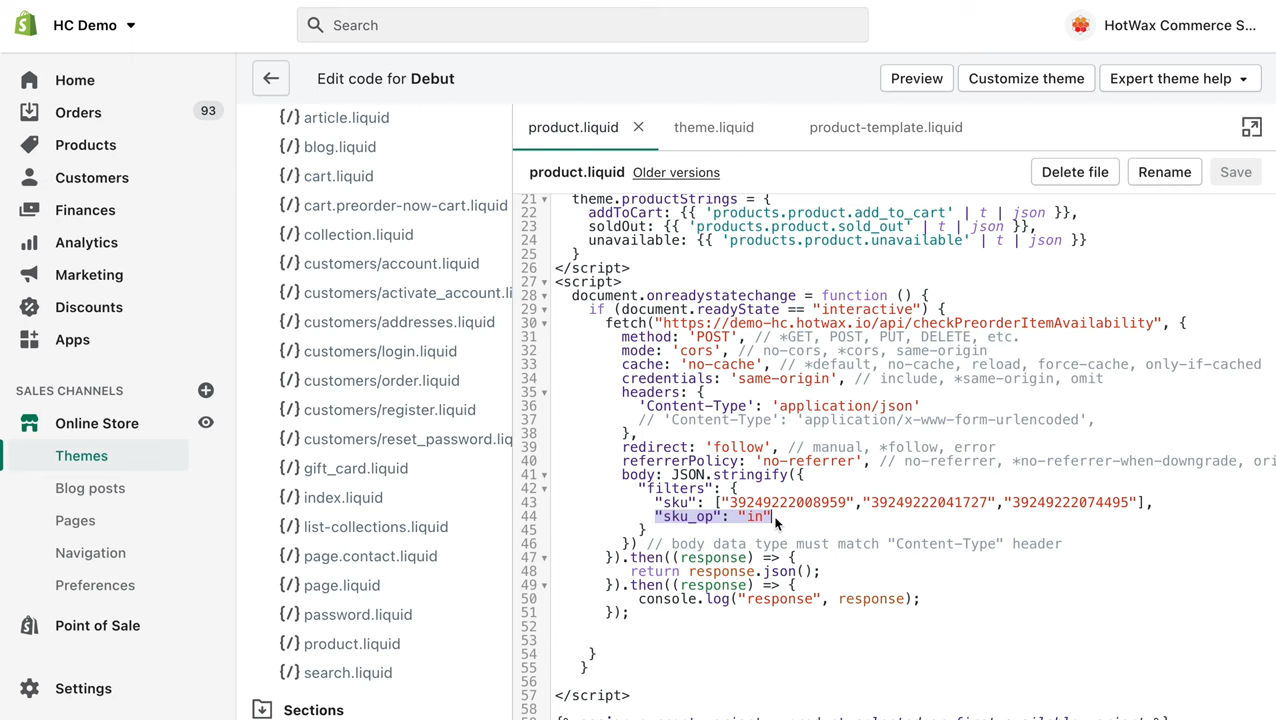 HC Demo
Search
HotWax Commerce S...
Home
Orders
93
Products
Customers
Finances
Analytics
Marketing
Discounts
Apps
SALES CHANNELS
Online Store
Themes
Blog posts
Pages
Navigation
Preferences
Point of Sale
Settings
Edit code for Debut
Preview
Customize theme
Expert theme help
{/} article.liquid
{/} blog.liquid
{/} cart.liquid
{/} cart.preorder-now-cart.liquid
{/} collection.liquid
{/} customers/account.liquid
{/} customers/activate_account.li
{/} customers/addresses.liquid
{/} customers/login.liquid
{/} customers/order.liquid
{/} customers/register.liquid
{/} customers/reset_password.liq
{/} gift_card.liquid
{/} index.liquid
{/} list-collections.liquid
{/} page.contact.liquid
{/} page.liquid
{/} password.liquid
{/} product.liquid
{/} search.liquid
Sections
product.liquid
theme.liquid
product-template.liquid
product.liquid Older versions
Delete file
Rename
Save
21 theme.productStrings = {
22 addToCart: {{ 'products.product.add_to_cart' | t | json }},
23 soldOut: {{ 'products.product.sold_out' | t | json }},
24 unavailable: {{ 'products.product.unavailable' | t | json }}
25 }
26 </script>
27 <script>
28 document.onreadystatechange = function () {
29 if (document.readyState == "interactive") {
30 fetch("https://demo-hc.hotwax.io/api/checkPreorderItemAvailability", {
31 method: 'POST', // *GET, POST, PUT, DELETE, etc.
32 mode: 'cors', // no-cors, *cors, same-origin
33 cache: 'no-cache', // *default, no-cache, reload, force-cache, only-if-cached
34 credentials: 'same-origin', // include, *same-origin, omit
35 headers: {
36 'Content-Type': 'application/json'
37 // 'Content-Type': 'application/x-www-form-urlencoded',
38 },
39 redirect: 'follow', // manual, *follow, error
40 referrerPolicy: 'no-referrer', // no-referrer, *no-referrer-when-downgrade, ori
41 body: JSON.stringify({
42 "filters": {
43 "sku": ["39249222008959","39249222041727","39249222074495"],
44 "sku_op": "in"
45 }
46 }) // body data type must match "Content-Type" header
47 }).then((response) => {
48 return response.json();
49 }).then((response) => {
50 console.log("response", response);
51 });
52
53
54 }
55 }
56
57 </script>
58